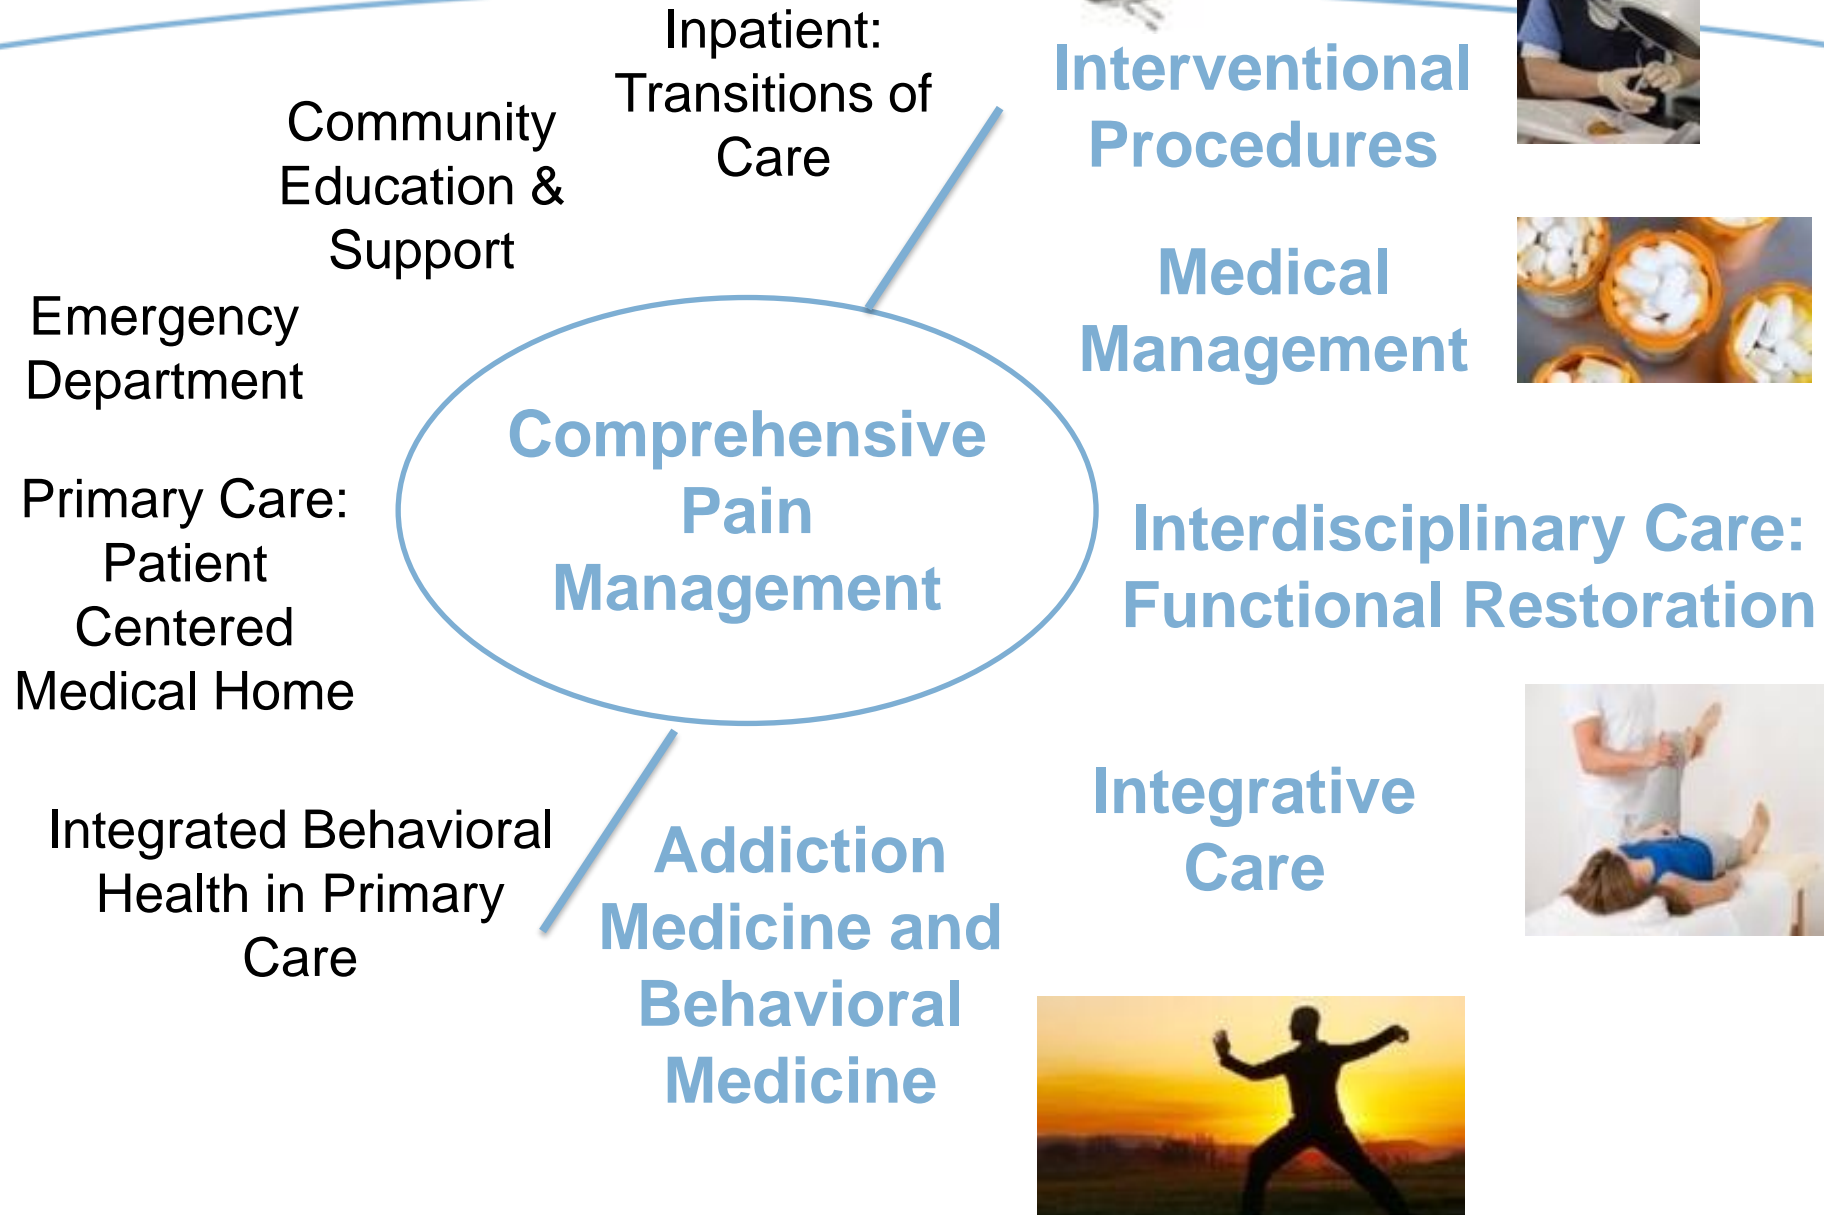 Inpatient:
Transitions of
Care
Community
Education &
Support
Emergency
Department
Primary Care:
Patient
Centered
Medical Home
Integrated Behavioral
Health in Primary
Care
Comprehensive
Pain
Management
Interventional
Procedures
Medical
Management
Interdisciplinary Care:
Functional Restoration
Integrative
Care
Addiction
Medicine and
Behavioral
Medicine